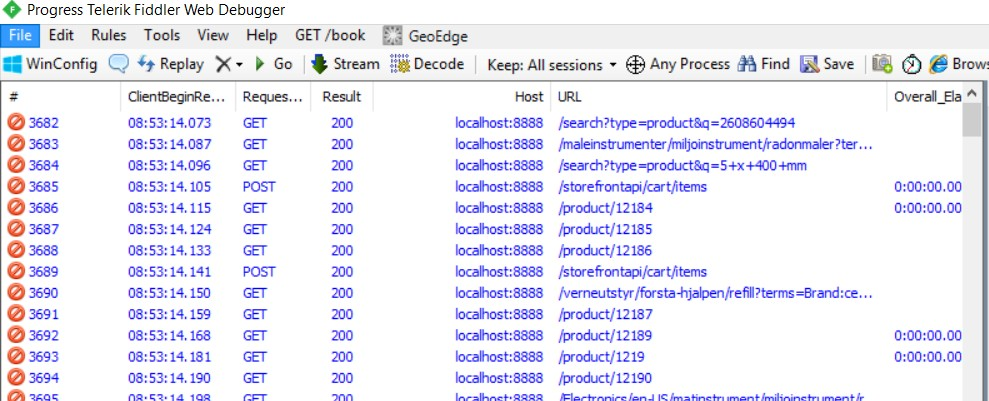 Progress Telerik Fiddler Web Debugger
File Edit Rules Tools View Help GET /book GeoEdge
WinConfig Replay Go Stream Decode Keep: All sessions Any Process Find Save Brows
# ClientBeginRe... Reques... Result Host URL Overall_Ela
3682 08:53:14.073 GET 200 localhost:8888 /search?type=product&q=2608604494
3683 08:53:14.087 GET 200 localhost:8888 /maleinstrumenter/miljoinstrument/radonmaler?ter...
3684 08:53:14.096 GET 200 localhost:8888 /search?type=product&q=5+x+400+mm
3685 08:53:14.105 POST 200 localhost:8888 /storefrontapi/cart/items 0:00:00.00
3686 08:53:14.115 GET 200 localhost:8888 /product/12184 0:00:00.00
3687 08:53:14.124 GET 200 localhost:8888 /product/12185
3688 08:53:14.133 GET 200 localhost:8888 /product/12186
3689 08:53:14.141 POST 200 localhost:8888 /storefrontapi/cart/items
3690 08:53:14.150 GET 200 localhost:8888 /verneutstyr/forsta-hjalpen/refill?terms=Brand:ce...
3691 08:53:14.159 GET 200 localhost:8888 /product/12187
3692 08:53:14.168 GET 200 localhost:8888 /product/12189 0:00:00.00
3693 08:53:14.181 GET 200 localhost:8888 /product/1219 0:00:00.00
3694 08:53:14.190 GET 200 localhost:8888 /product/12190
3695 08:53:14.198 GET 200 localhost:8888 /Electronics/en-US/matinstrument/miljoinstrument/r...